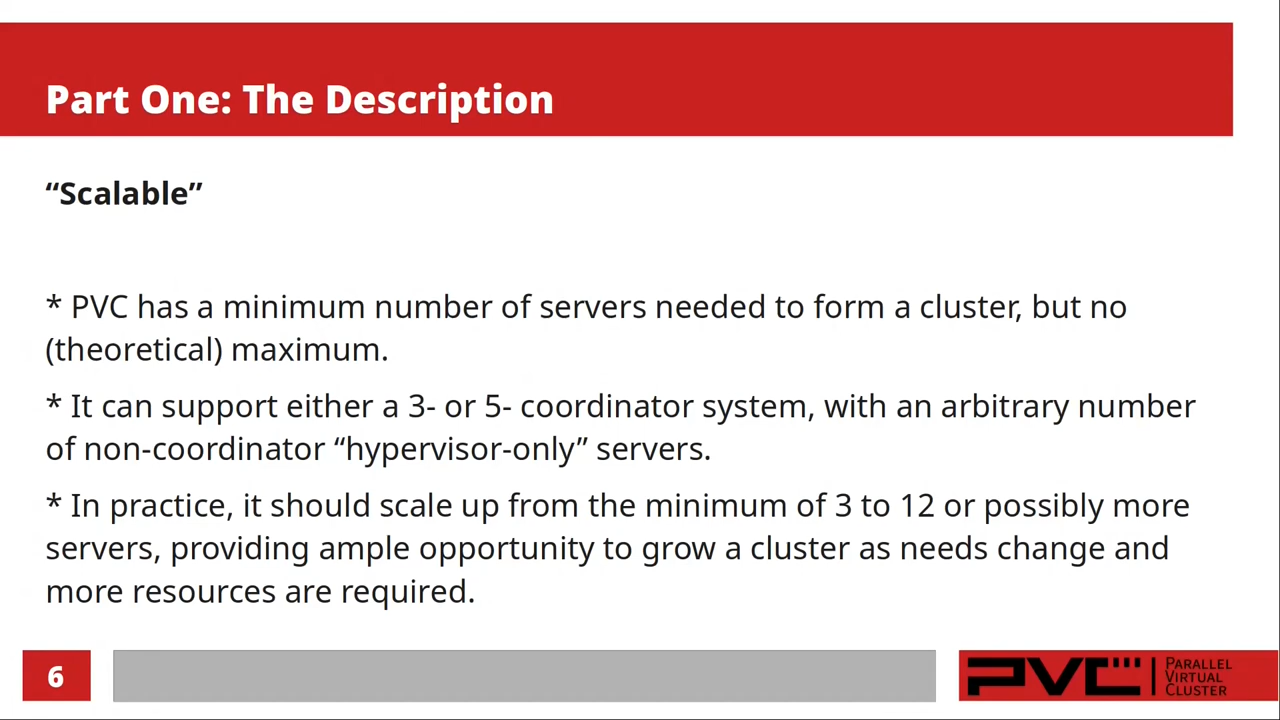 Part One: The Description
“Scalable”
* PVC has a minimum number of servers needed to form a cluster, but no
(theoretical) maximum.
* It can support either a 3- or 5- coordinator system, with an arbitrary number
of non-coordinator “hypervisor-only” servers.
* In practice, it should scale up from the minimum of 3 to 12 or possibly more
servers, providing ample opportunity to grow a cluster as needs change and
more resources are required.
6
PVC
PARALLEL
VIRTUAL
CLUSTER